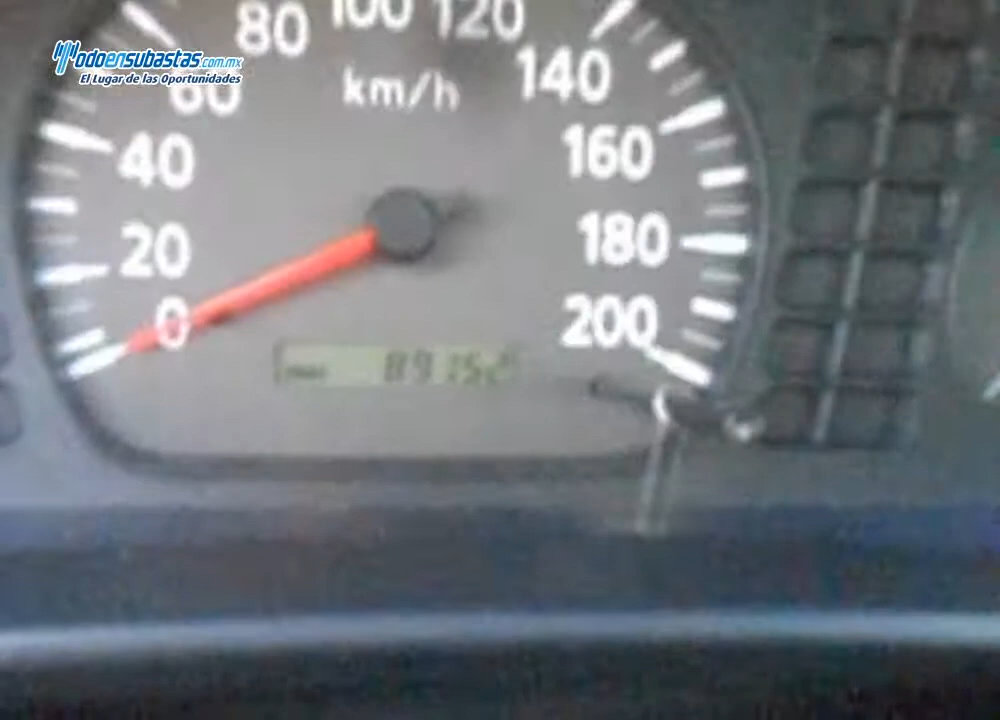 TodoenSubastas.com.mx
El Lugar de las Oportunidades
80 100 120
km/h
60 140
40 160
20 180
0 200